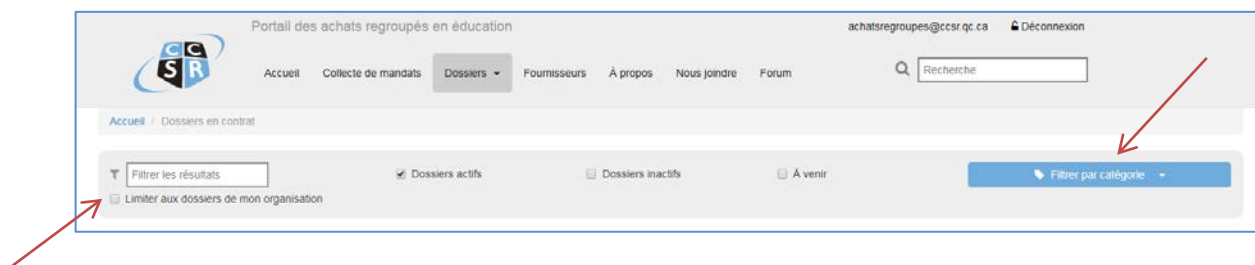 Portail des achats regroupés en éducation
achatsregroupes@ccsr.qc.ca Déconnexion
CCSR
Accueil Collecte de mandats Dossiers Fournisseurs À propos Nous joindre Forum Recherche
Accueil / Dossiers en contrat
Filtrer les résultats Dossiers actifs Dossiers inactifs À venir Filtrer par catégorie
Limiter aux dossiers de mon organisation